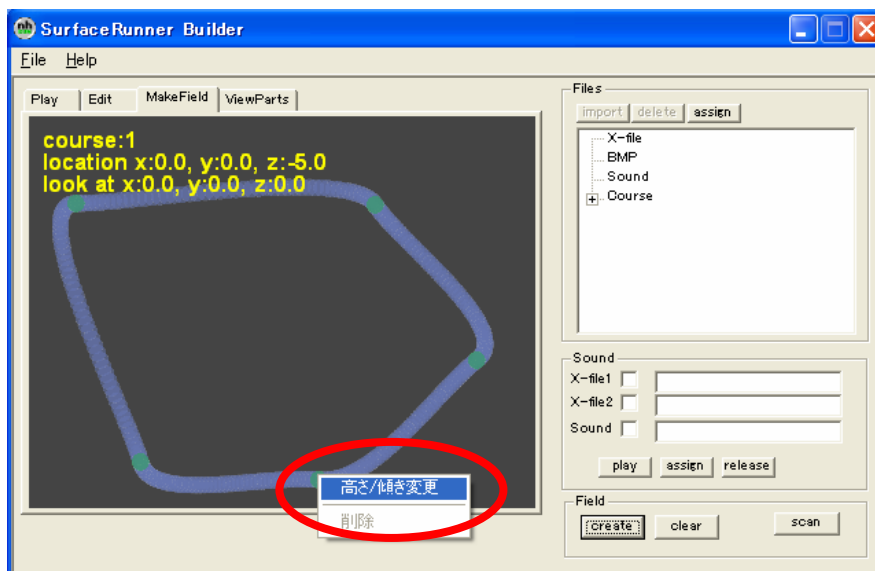 SurfaceRunner Builder
File Help
Play Edit MakeField ViewParts
course:1
location x:0.0, y:0.0, z:-5.0
look at x:0.0, y:0.0, z:0.0
高さ/傾き変更
削除
Files
import delete assign
X-file
BMP
Sound
Course
Sound
X-file1
X-file2
Sound
play assign release
Field
create clear scan